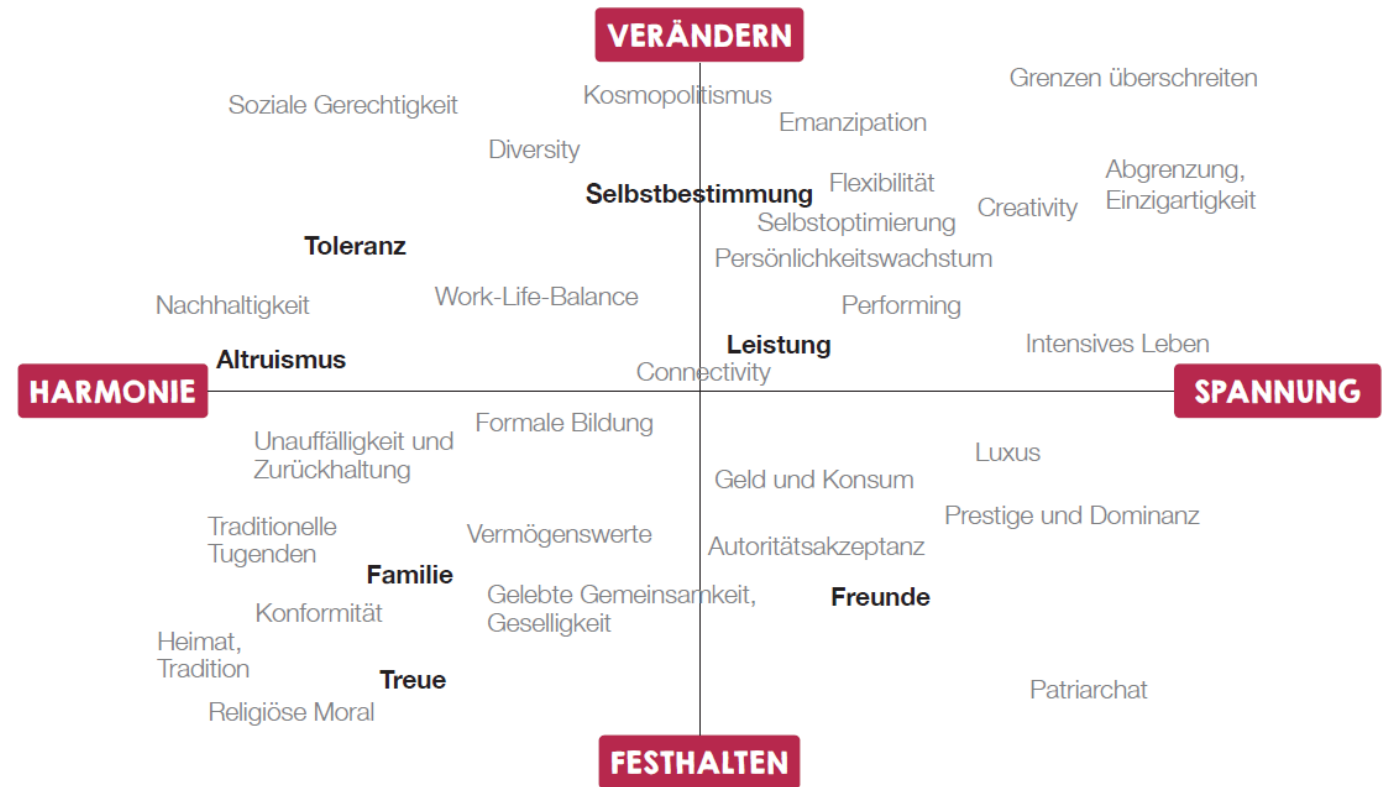 VERÄNDERN
Grenzen überschreiten
Kosmopolitismus
Soziale Gerechtigkeit
Emanzipation
Diversity
Abgrenzung,
Einzigartigkeit
Flexibilität
Selbstbestimmung
Creativity
Selbstoptimierung
Toleranz
Persönlichkeitswachstum
Work-Life-Balance
Nachhaltigkeit
Performing
Leistung
Intensives Leben
Altruismus
Connectivity
HARMONIE
SPANNUNG
Formale Bildung
Unauffälligkeit und
Zurückhaltung
Luxus
Geld und Konsum
Prestige und Dominanz
Traditionelle
Tugenden
Vermögenswerte
Autoritätsakzeptanz
Familie
Gelebte Gemeinsamkeit,
Geselligkeit
Freunde
Konformität
Heimat,
Tradition
Treue
Patriarchat
Religiöse Moral
FESTHALTEN